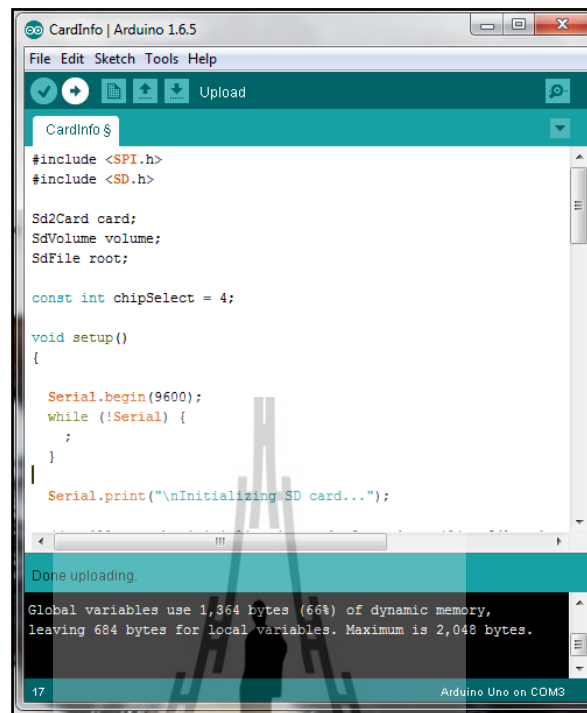 CardInfo | Arduino 1.6.5
File Edit Sketch Tools Help
Upload
CardInfo §
#include <SPI.h>
#include <SD.h>
Sd2Card card;
SdVolume volume;
SdFile root;
const int chipSelect = 4;
void setup()
{
Serial.begin(9600);
while (!Serial) {
;
}
Serial.print("\nInitializing SD card...");
Done uploading.
Global variables use 1,364 bytes (66%) of dynamic memory,
leaving 684 bytes for local variables. Maximum is 2,048 bytes.
17 Arduino Uno on COM3